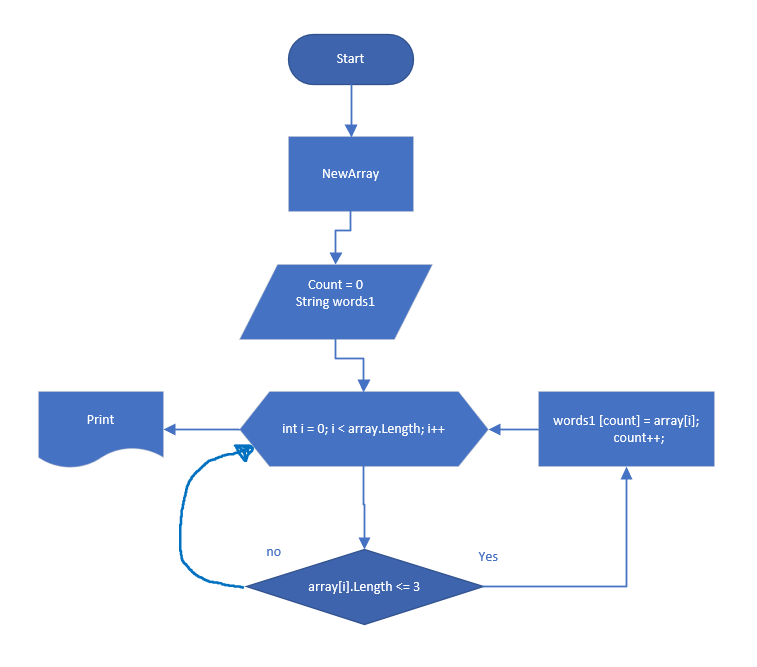 Start
NewArray
Count = 0
String words1
Print
int i = 0; i < array.Length; i++
words1 [count] = array[i];
count++;
no
Yes
array[i].Length <= 3